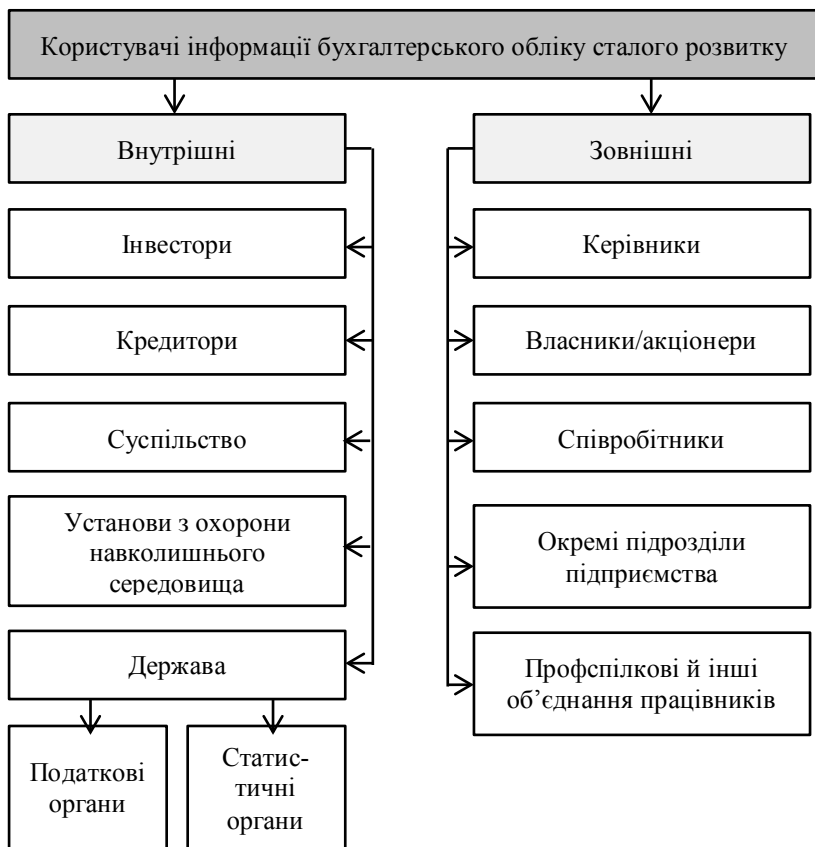 Користувачі інформації бухгалтерського обліку сталого розвитку
Внутрішні
Інвестори
Кредитори
Суспільство
Установи з охорони
навколишнього
середовища
Держава
Податкові
органи
Статис-
тичні
органи
Зовнішні
Керівники
Власники/акціонери
Співробітники
Окремі підрозділи
підприємства
Профспілкові й інші
об’єднання працівників